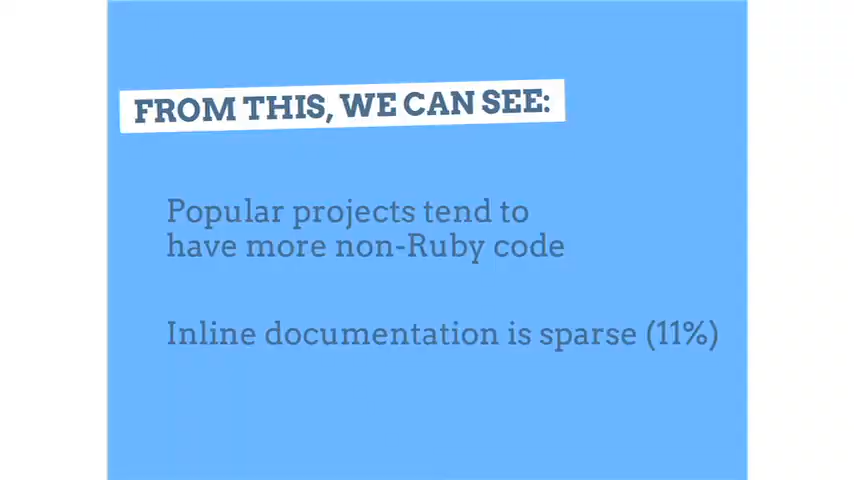 FROM THIS, WE CAN SEE:
Popular projects tend to
have more non-Ruby code
Inline documentation is sparse (11%)